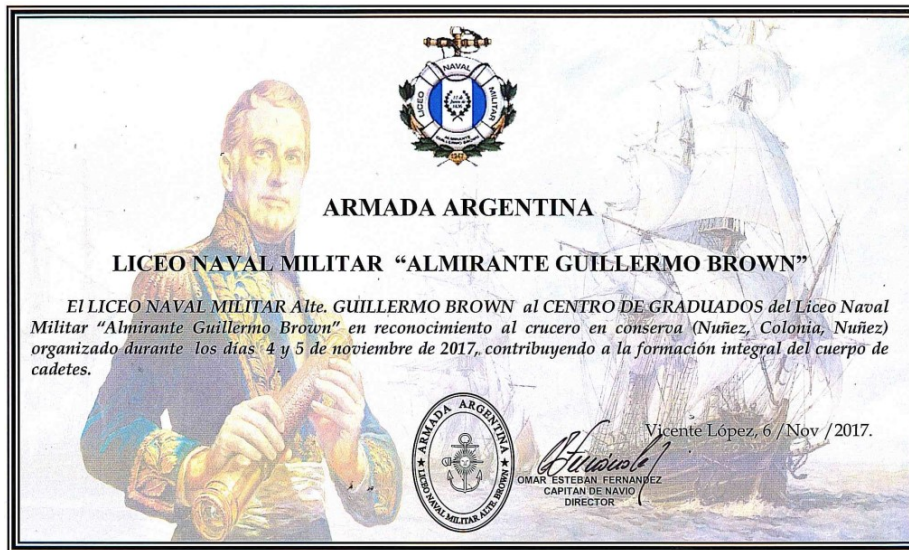 LICEO NAVAL MILITAR
ALMIRANTE
GUILLERMO BROWN
1947
ARMADA ARGENTINA
LICEO NAVAL MILITAR “ALMIRANTE GUILLERMO BROWN”
El LICEO NAVAL MILITAR Alte. GUILLERMO BROWN al CENTRO DE GRADUADOS del Liceo Naval
Militar “Almirante Guillermo Brown” en reconocimiento al crucero en conserva (Nuñez, Colonia, Nuñez)
organizado durante los días 4 y 5 de noviembre de 2017, contribuyendo a la formación integral del cuerpo de
cadetes.
Vicente López, 6 /Nov /2017.
ARMADA ARGENTINA
LICEO NAVAL MILITAR ALTE. BROWN
OMAR ESTEBAN FERNANDEZ
CAPITAN DE NAVIO
DIRECTOR